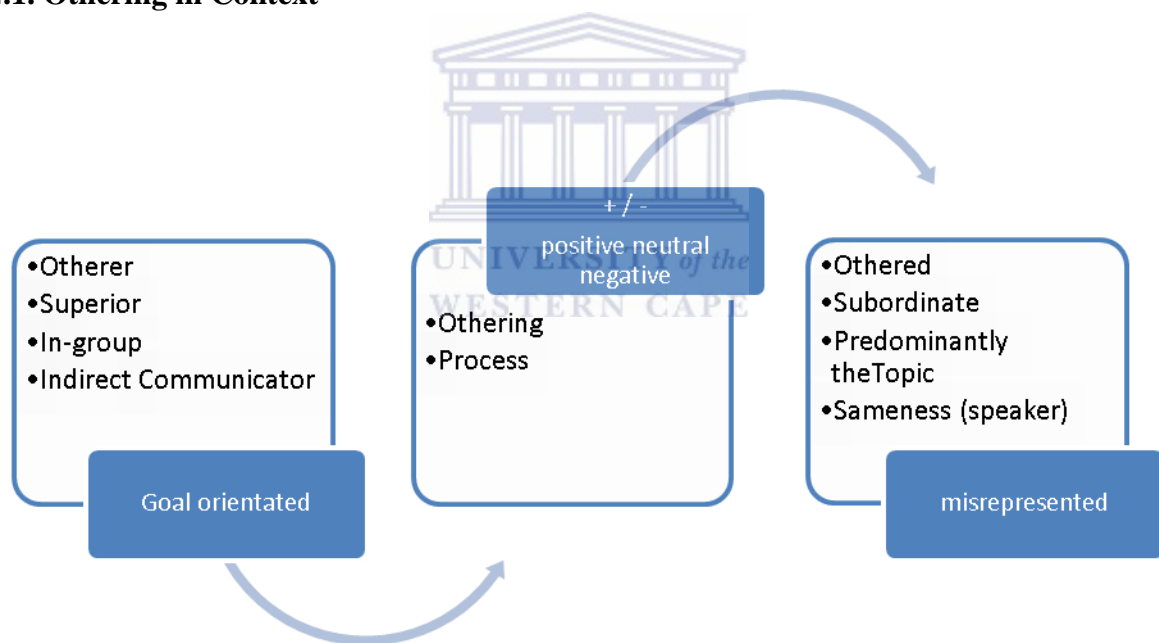 .1. Othering in Context
•Otherer
•Superior
•In-group
•Indirect Communicator
Goal orientated
+ / -
positive neutral
negative
•Othering
•Process
UNIVERSITY of the
WESTERN CAPE
•Othered
•Subordinate
•Predominantly
theTopic
•Sameness (speaker)
misrepresented